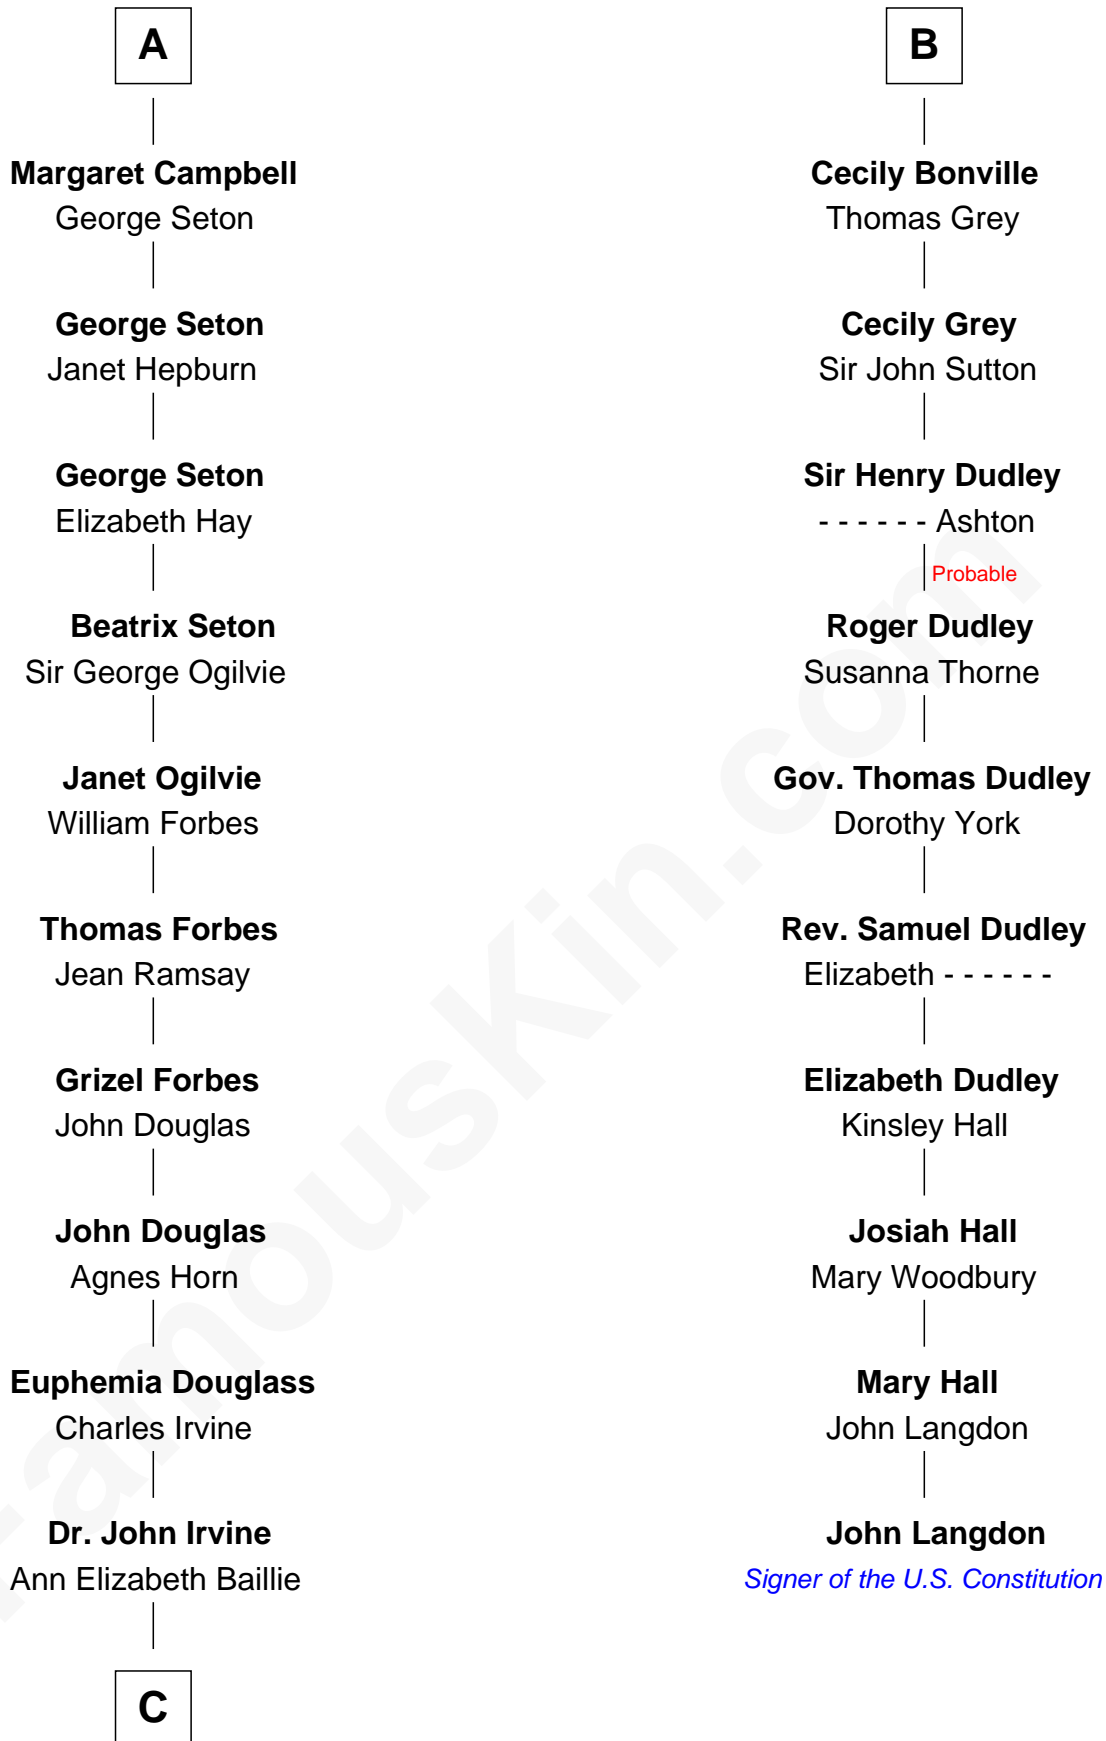 A
Margaret Campbell
George Seton
George Seton
Janet Hepburn
George Seton
Elizabeth Hay
Beatrix Seton
Sir George Ogilvie
Janet Ogilvie
William Forbes
Thomas Forbes
Jean Ramsay
Grizel Forbes
John Douglas
John Douglas
Agnes Horn
Euphemia Douglass
Charles Irvine
Dr. John Irvine
Ann Elizabeth Baillie
C
B
Cecily Bonville
Thomas Grey
Cecily Grey
Sir John Sutton
Sir Henry Dudley
- - - - - - Ashton
Probable
Roger Dudley
Susanna Thorne
Gov. Thomas Dudley
Dorothy York
Rev. Samuel Dudley
Elizabeth - - - - - -
Elizabeth Dudley
Kinsley Hall
Josiah Hall
Mary Woodbury
Mary Hall
John Langdon
John Langdon
Signer of the U.S. Constitution
FamousKin.com